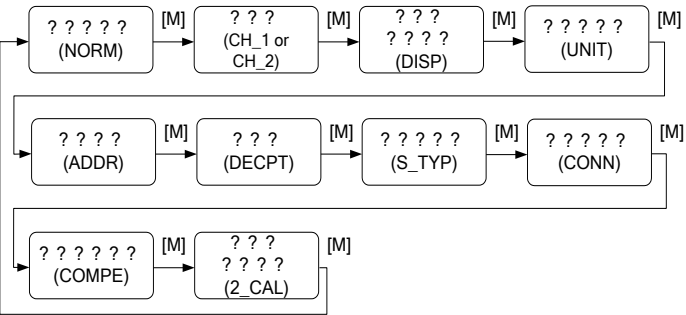 ? ? ? ? ?
(NORM)
[M]
? ? ?
(CH_1 or
CH_2)
[M]
? ? ?
? ? ? ?
(DISP)
[M]
? ? ? ? ?
(UNIT)
[M]
? ? ? ?
(ADDR)
[M]
? ? ?
(DECPT)
[M]
? ? ? ? ?
(S_TYP)
[M]
? ? ? ? ?
(CONN)
[M]
? ? ? ? ? ?
(COMPE)
[M]
? ? ?
? ? ? ?
(2_CAL)
[M]